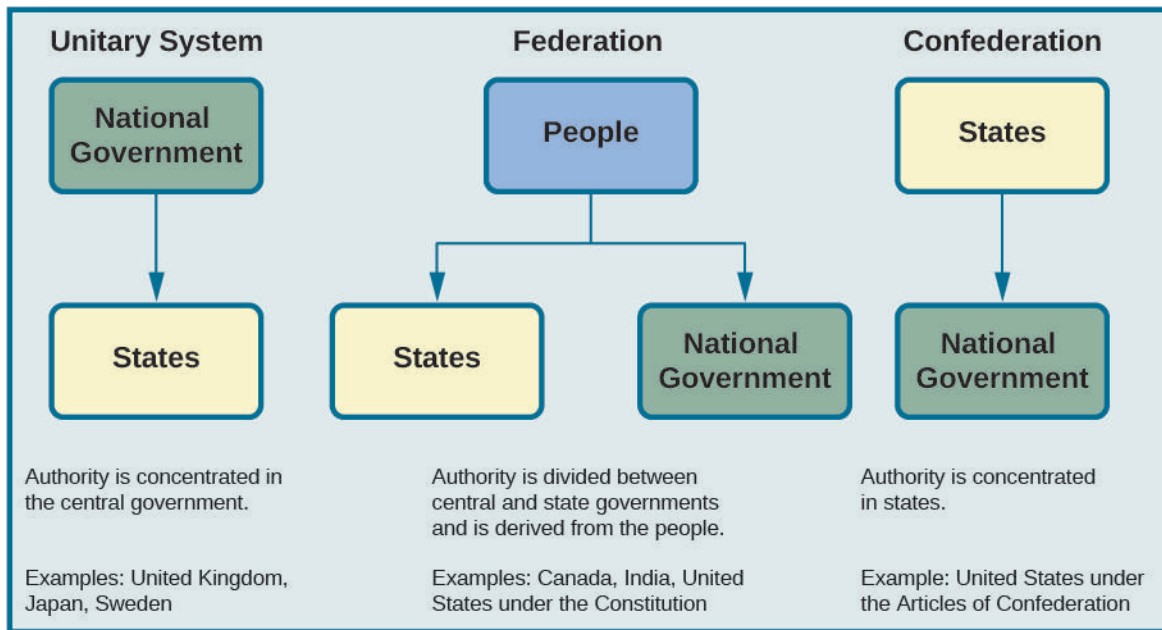 Unitary System
National
Government
States
Authority is concentrated in
the central government.
Examples: United Kingdom,
Japan, Sweden
Federation
People
States
National
Government
Authority is divided between
central and state governments
and is derived from the people.
Examples: Canada, India, United
States under the Constitution
Confederation
States
National
Government
Authority is concentrated
in states.
Example: United States under
the Articles of Confederation